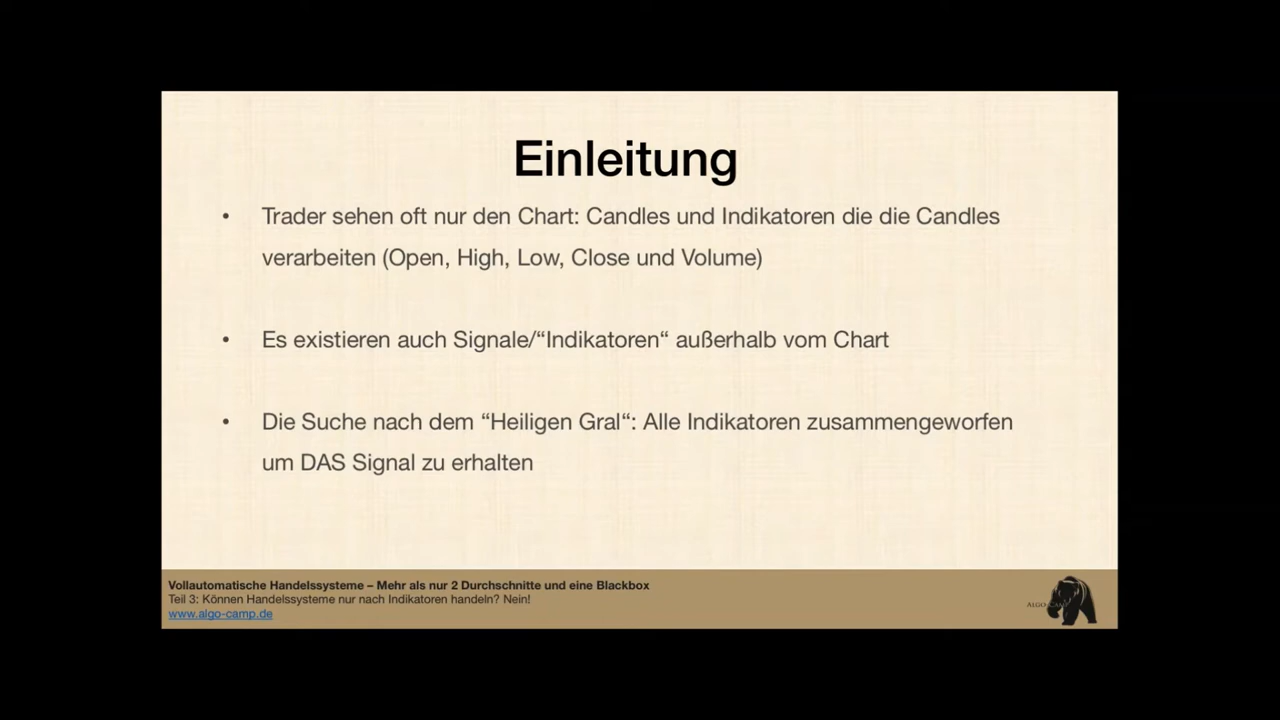 Einleitung
• Trader sehen oft nur den Chart: Candles und Indikatoren die die Candles
verarbeiten (Open, High, Low, Close und Volume)
• Es existieren auch Signale/“Indikatoren“ außerhalb vom Chart
• Die Suche nach dem “Heiligen Gral“: Alle Indikatoren zusammengeworfen
um DAS Signal zu erhalten
Vollautomatische Handelssysteme – Mehr als nur 2 Durchschnitte und eine Blackbox
Teil 3: Können Handelssysteme nur nach Indikatoren handeln? Nein!
www.algo-camp.de